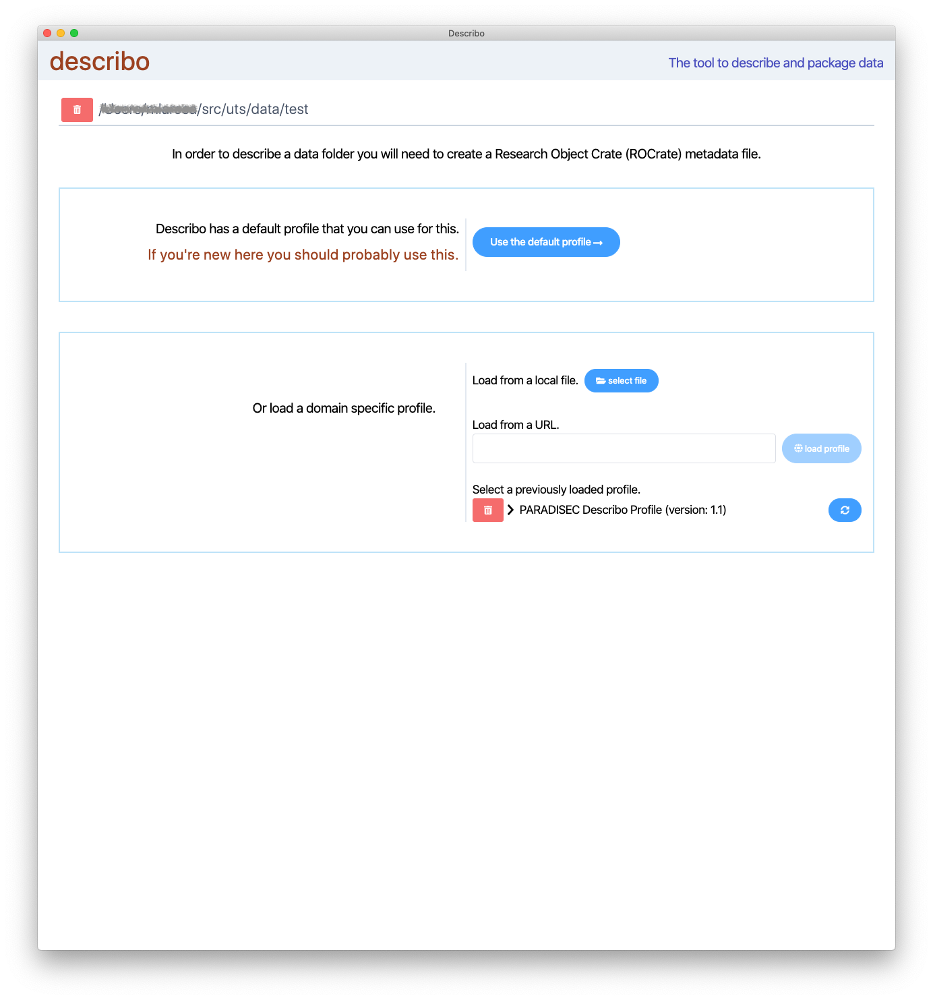 Describo
describo
The tool to describe and package data
/src/uts/data/test
In order to describe a data folder you will need to create a Research Object Crate (ROCrate) metadata file.
Describo has a default profile that you can use for this.
If you're new here you should probably use this.
Use the default profile →
Or load a domain specific profile.
Load from a local file.
select file
Load from a URL.
load profile
Select a previously loaded profile.
PARADISEC Describo Profile (version: 1.1)